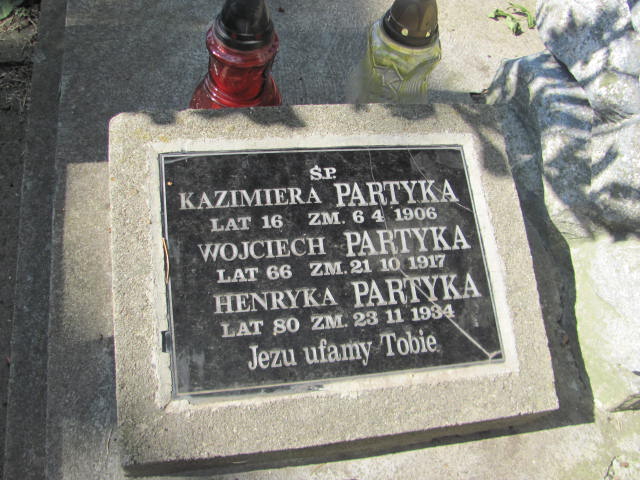 Ś.P.
KAZIMIERA PARTYKA
LAT 16 ZM. 6 4 1906
WOJCIECH PARTYKA
LAT 66 ZM. 21 10 1917
HENRYKA PARTYKA
LAT 80 ZM. 23 11 1934
Jezu ufamy Tobie